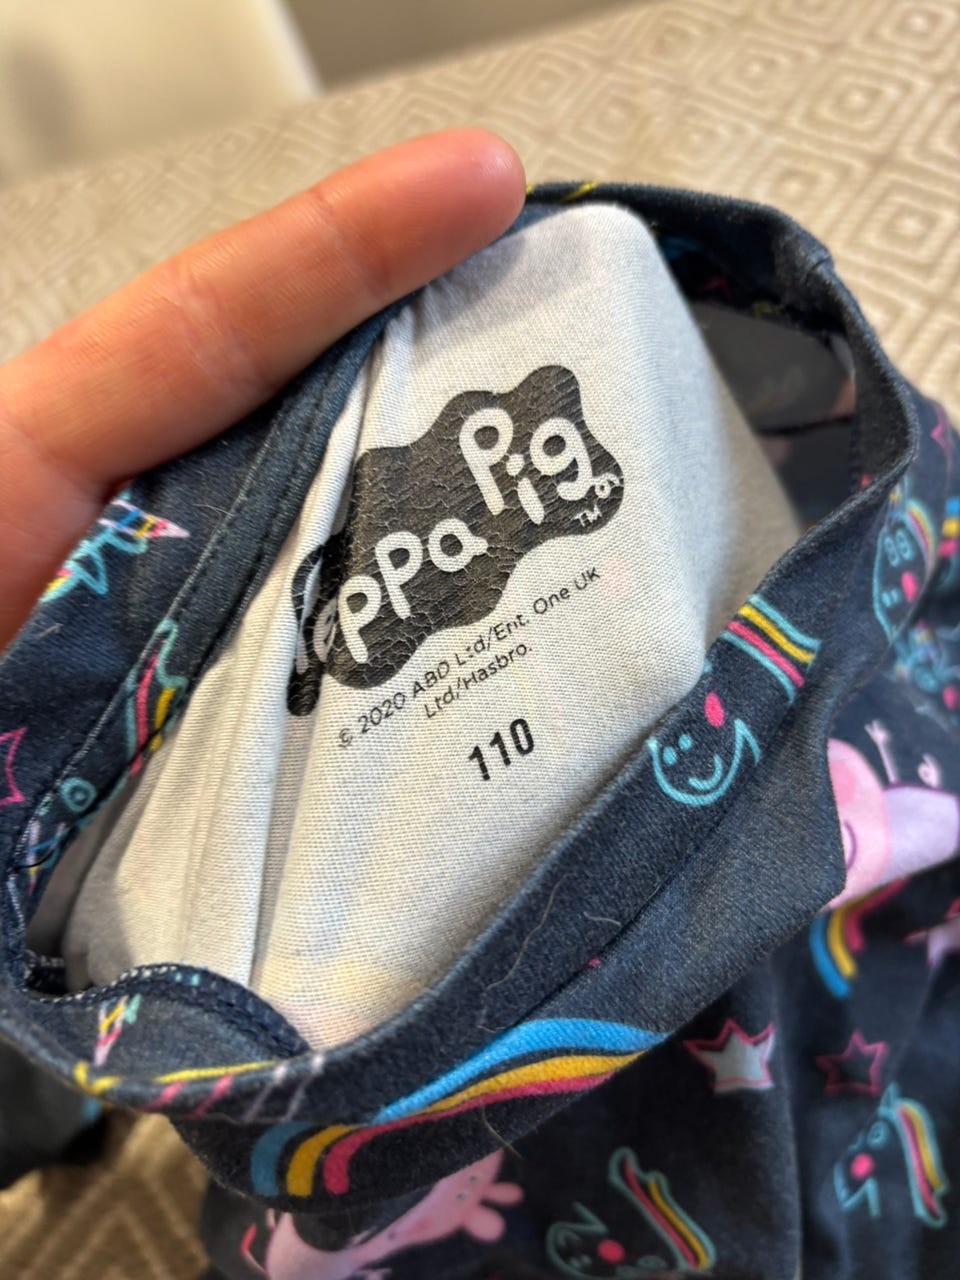 Peppa Pig
TM
© 2020 ABD Ltd/Ent. One UK
Ltd/Hasbro.
110